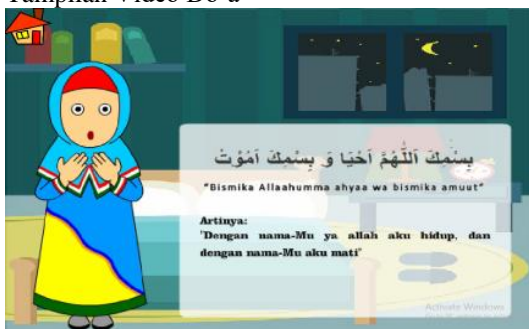 Tampilan Video Do'a
بِسْمِكَ اَللّٰهُمَّ اَحْيَا وَ بِسْمِكَ اَمُوْتُ
"Bismika Allaahumma ahyaa wa bismika amuut"
Artinya:
"Dengan nama-Mu ya allah aku hidup, dan
dengan nama-Mu aku mati"
Activate Windows